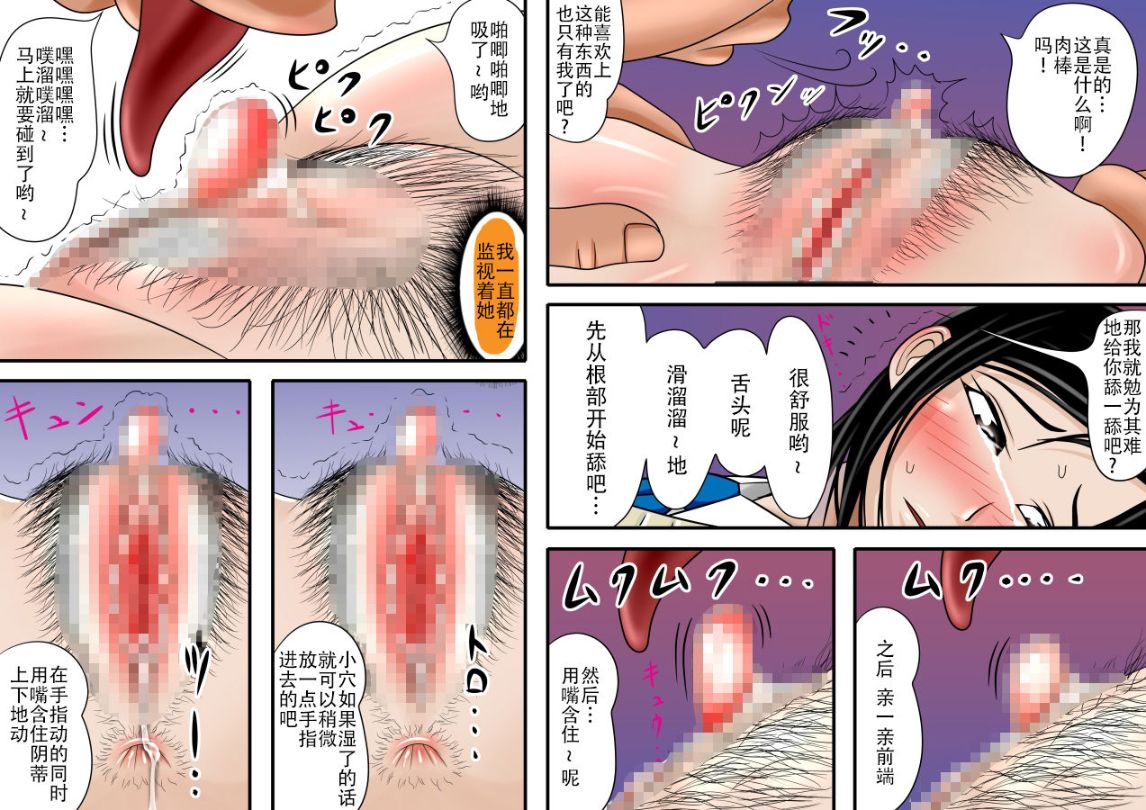 真是的…
这是什么啊！
肉棒
吗！
能喜欢上
这种东西的
也只有我了吧？
フッ・・
ピクンッ
那我就勉为其难
地给你舔一舔吧？
ドキ・・・
很舒服哟～
舌头呢
滑溜溜～地
先从根部开始舔吧…
ムク・・・・
之后 亲一亲前端
ムクムク・・・
キュウ・・
然后…
用嘴含住～呢
啪唧啪唧地
吸了～哟
ピク
ピク
嘿嘿嘿嘿…
噗溜噗溜～
马上就要碰到了哟～
我一直都在
监视着她
キュ・・・
トロ・・
小穴如果湿了的话
就可以稍微
放一点手指
进去的吧
キュン・・・
ツー・・
在手指动的同时
用嘴含住阴蒂
上下地动